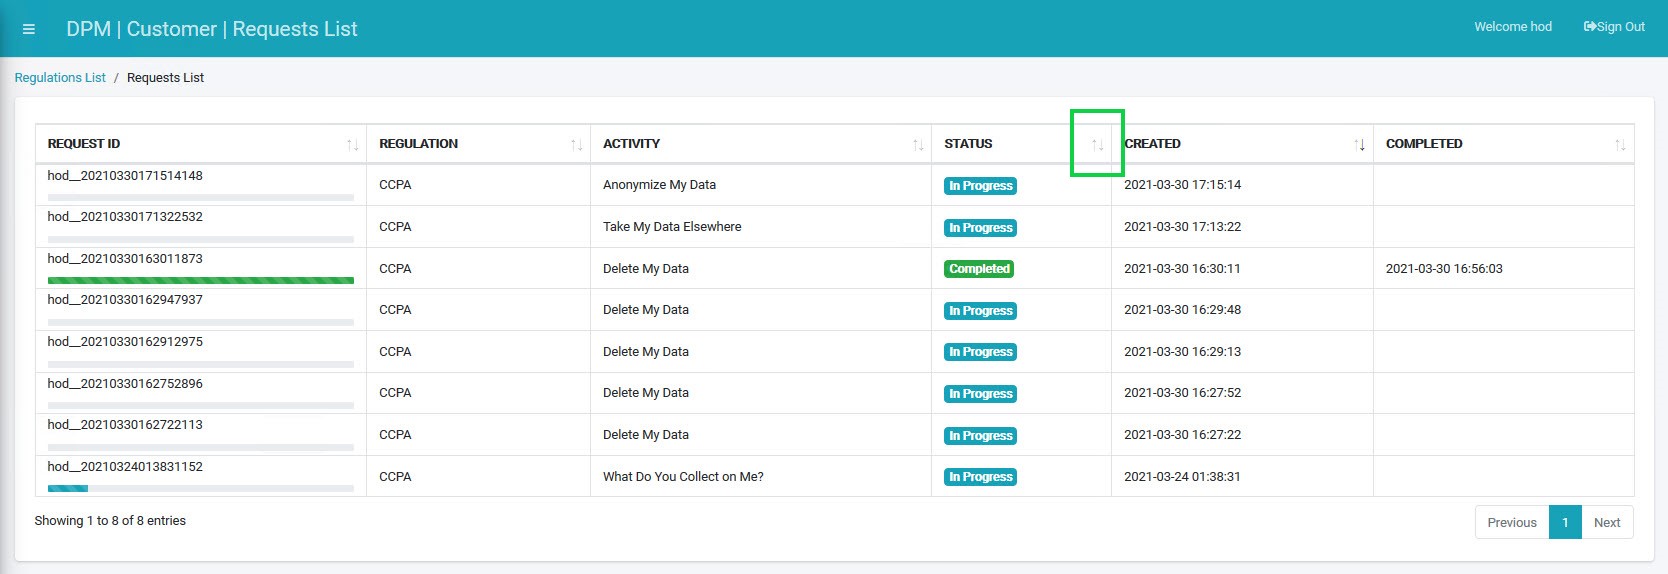 DPM | Customer | Requests List
Welcome hod
Sign Out
Regulations List / Requests List
REQUEST ID REGULATION ACTIVITY STATUS CREATED COMPLETED
hod__20210330171514148 CCPA Anonymize My Data In Progress 2021-03-30 17:15:14
hod__20210330171322532 CCPA Take My Data Elsewhere In Progress 2021-03-30 17:13:22
hod__20210330163011873 CCPA Delete My Data Completed 2021-03-30 16:30:11 2021-03-30 16:56:03
hod__20210330162947937 CCPA Delete My Data In Progress 2021-03-30 16:29:48
hod__20210330162912975 CCPA Delete My Data In Progress 2021-03-30 16:29:13
hod__20210330162752896 CCPA Delete My Data In Progress 2021-03-30 16:27:52
hod__20210330162722113 CCPA Delete My Data In Progress 2021-03-30 16:27:22
hod__20210324013831152 CCPA What Do You Collect on Me? In Progress 2021-03-24 01:38:31
Showing 1 to 8 of 8 entries
Previous 1 Next